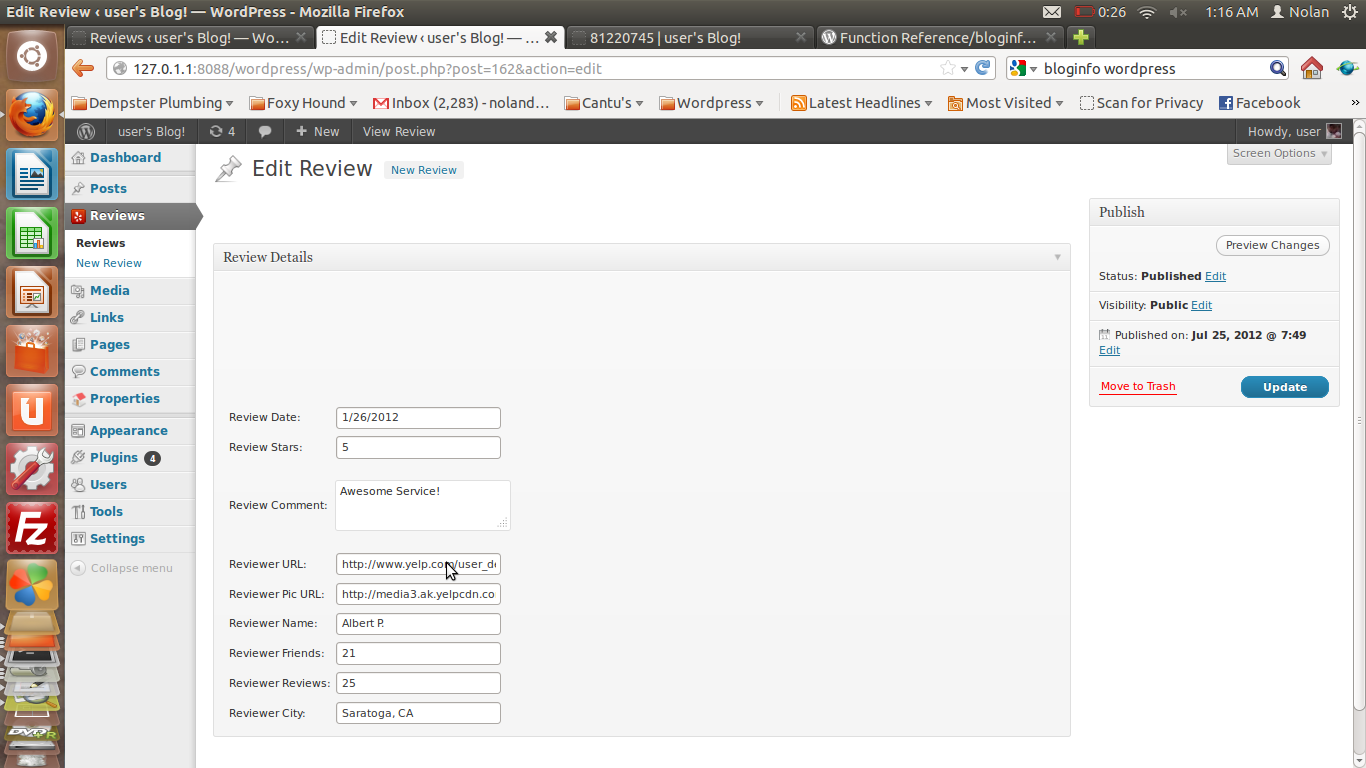 Edit Review ‹ user's Blog! — WordPress - Mozilla Firefox
0:26
1:16 AM
Nolan
Reviews ‹ user's Blog! — Wo...
Edit Review ‹ user's Blog! — ...
81220745 | user's Blog!
Function Reference/bloginf...
127.0.1.1:8088/wordpress/wp-admin/post.php?post=162&action=edit
bloginfo wordpress
Dempster Plumbing
Foxy Hound
Inbox (2,283) - noland...
Cantu's
Wordpress
Latest Headlines
Most Visited
Scan for Privacy
Facebook
»
user's Blog!
4
New
View Review
Howdy, user
Dashboard
Posts
Reviews
Reviews
New Review
Media
Links
Pages
Comments
Properties
Appearance
Plugins 4
Users
Tools
Settings
Collapse menu
Edit Review
New Review
Screen Options
Review Details
Review Date: 1/26/2012
Review Stars: 5
Review Comment: Awesome Service!
Reviewer URL: http://www.yelp.com/user_de
Reviewer Pic URL: http://media3.ak.yelpcdn.co
Reviewer Name: Albert P.
Reviewer Friends: 21
Reviewer Reviews: 25
Reviewer City: Saratoga, CA
Publish
Preview Changes
Status: Published Edit
Visibility: Public Edit
Published on: Jul 25, 2012 @ 7:49
Edit
Move to Trash
Update
Fz